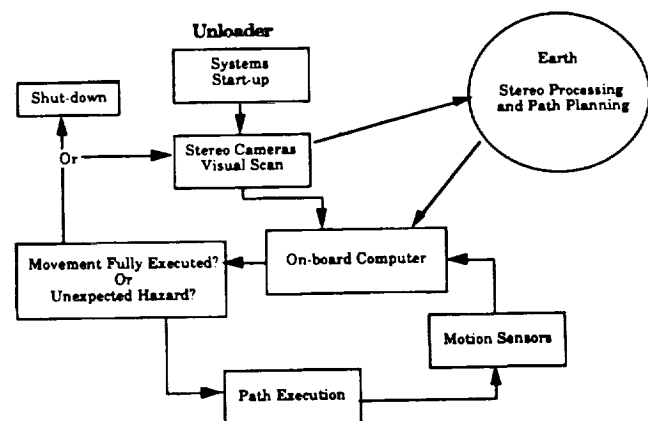 Unloader
Systems
Start-up
Earth
Stereo Processing
and Path Planning
Shut-down
Or
Stereo Cameras
Visual Scan
Movement Fully Executed?
Or
Unexpected Hazard?
On-board Computer
Motion Sensors
Path Execution